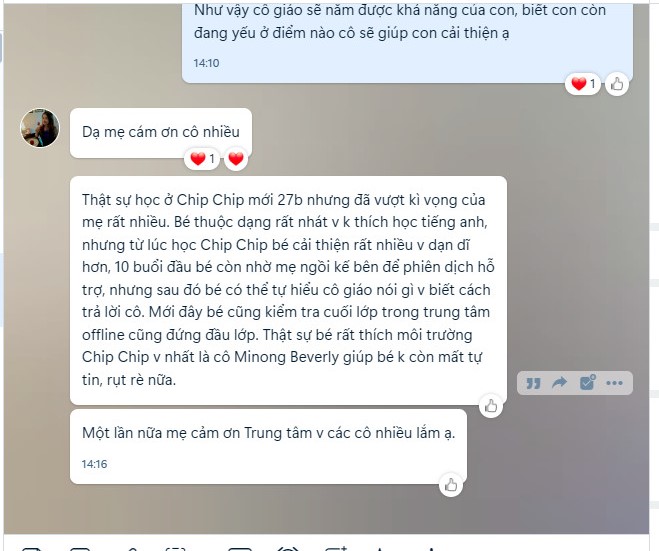 Như vậy cô giáo sẽ nắm được khả năng của con, biết con còn
đang yếu ở điểm nào cô sẽ giúp con cải thiện ạ
14:10
1
Dạ mẹ cám ơn cô nhiều
1
Thật sự học ở Chip Chip mới 27b nhưng đã vượt kì vọng của
mẹ rất nhiều. Bé thuộc dạng rất nhát v k thích học tiếng anh,
nhưng từ lúc học Chip Chip bé cải thiện rất nhiều v dạn dĩ
hơn, 10 buổi đầu bé còn nhờ mẹ ngồi kế bên để phiên dịch hỗ
trợ, nhưng sau đó bé có thể tự hiểu cô giáo nói gì v biết cách
trả lời cô. Mới đây bé cũng kiểm tra cuối lớp trong trung tâm
offline cũng đứng đầu lớp. Thật sự bé rất thích môi trường
Chip Chip v nhất là cô Minong Beverly giúp bé k còn mất tự
tin, rụt rè nữa.
Một lần nữa mẹ cảm ơn Trung tâm v các cô nhiều lắm ạ.
14:16